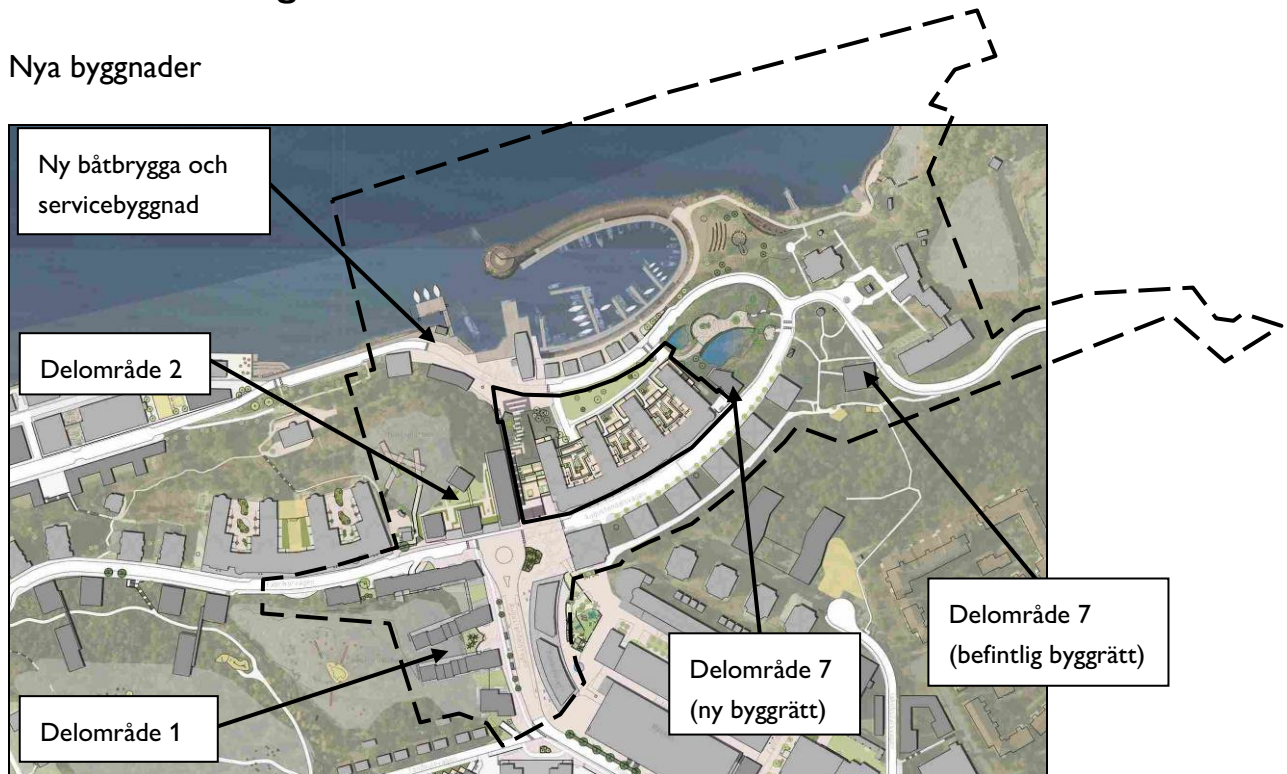 Nya byggnader
Ny båtbrygga och
servicebyggnad
Delområde 2
Delområde 1
Delområde 7
(ny byggrätt)
Delområde 7
(befintlig byggrätt)